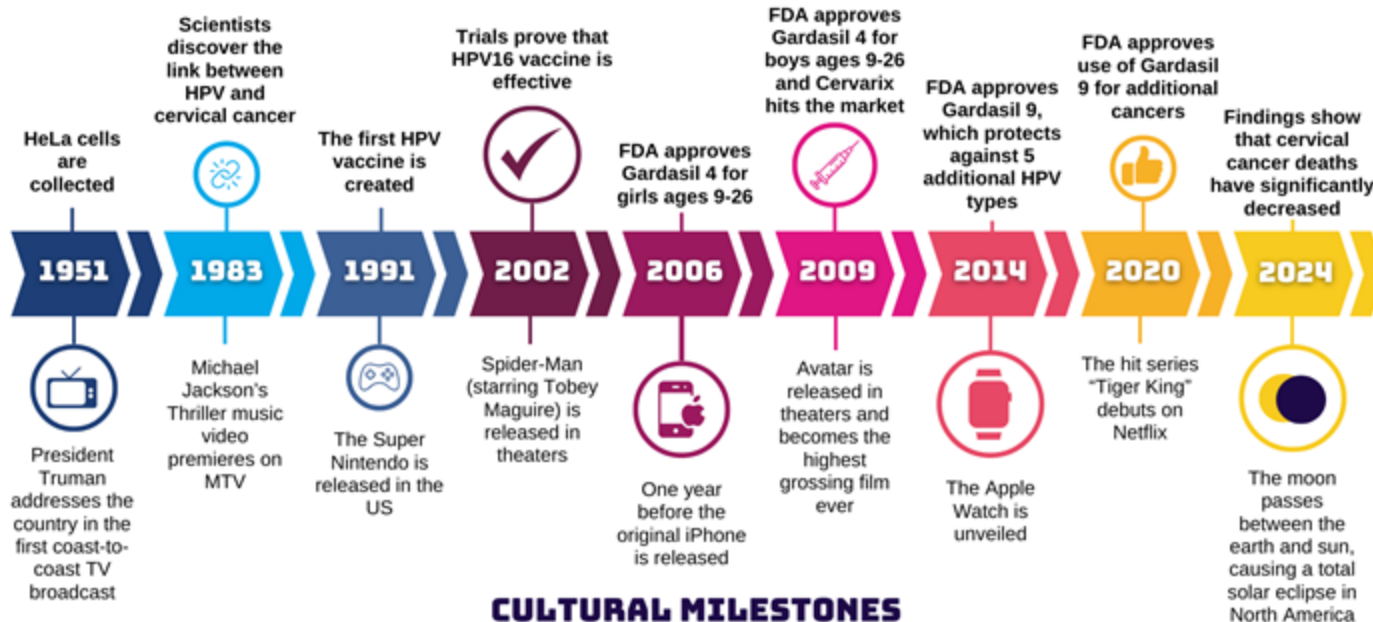 HeLa cells
are
collected
Scientists
discover the
link between
HPV and
cervical cancer
The first HPV
vaccine is
created
Trials prove that
HPV16 vaccine is
effective
FDA approves
Gardasil 4 for
girls ages 9-26
FDA approves
Gardasil 4 for
boys ages 9-26
and Cervarix
hits the market
FDA approves
Gardasil 9,
which protects
against 5
additional HPV
types
FDA approves
use of Gardasil
9 for additional
cancers
Findings show
that cervical
cancer deaths
have significantly
decreased
1951
1983
1991
2002
2006
2009
2014
2020
2024
President
Truman
addresses the
country in the
first coast-to-
coast TV
broadcast
Michael
Jackson's
Thriller music
video
premieres on
MTV
The Super
Nintendo is
released in the
US
Spider-Man
(starring Tobey
Maguire) is
released in
theaters
One year
before the
original iPhone
is released
Avatar is
released in
theaters and
becomes the
highest
grossing film
ever
The Apple
Watch is
unveiled
The hit series
“Tiger King”
debuts on
Netflix
The moon
passes
between the
earth and sun,
causing a total
solar eclipse in
North America
CULTURAL MILESTONES